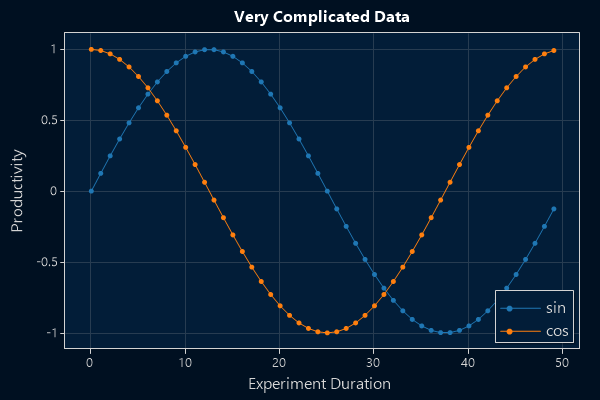 Very Complicated Data
Productivity
1
0.5
0
-0.5
-1
sin
cos
0
10
20
30
40
50
Experiment Duration